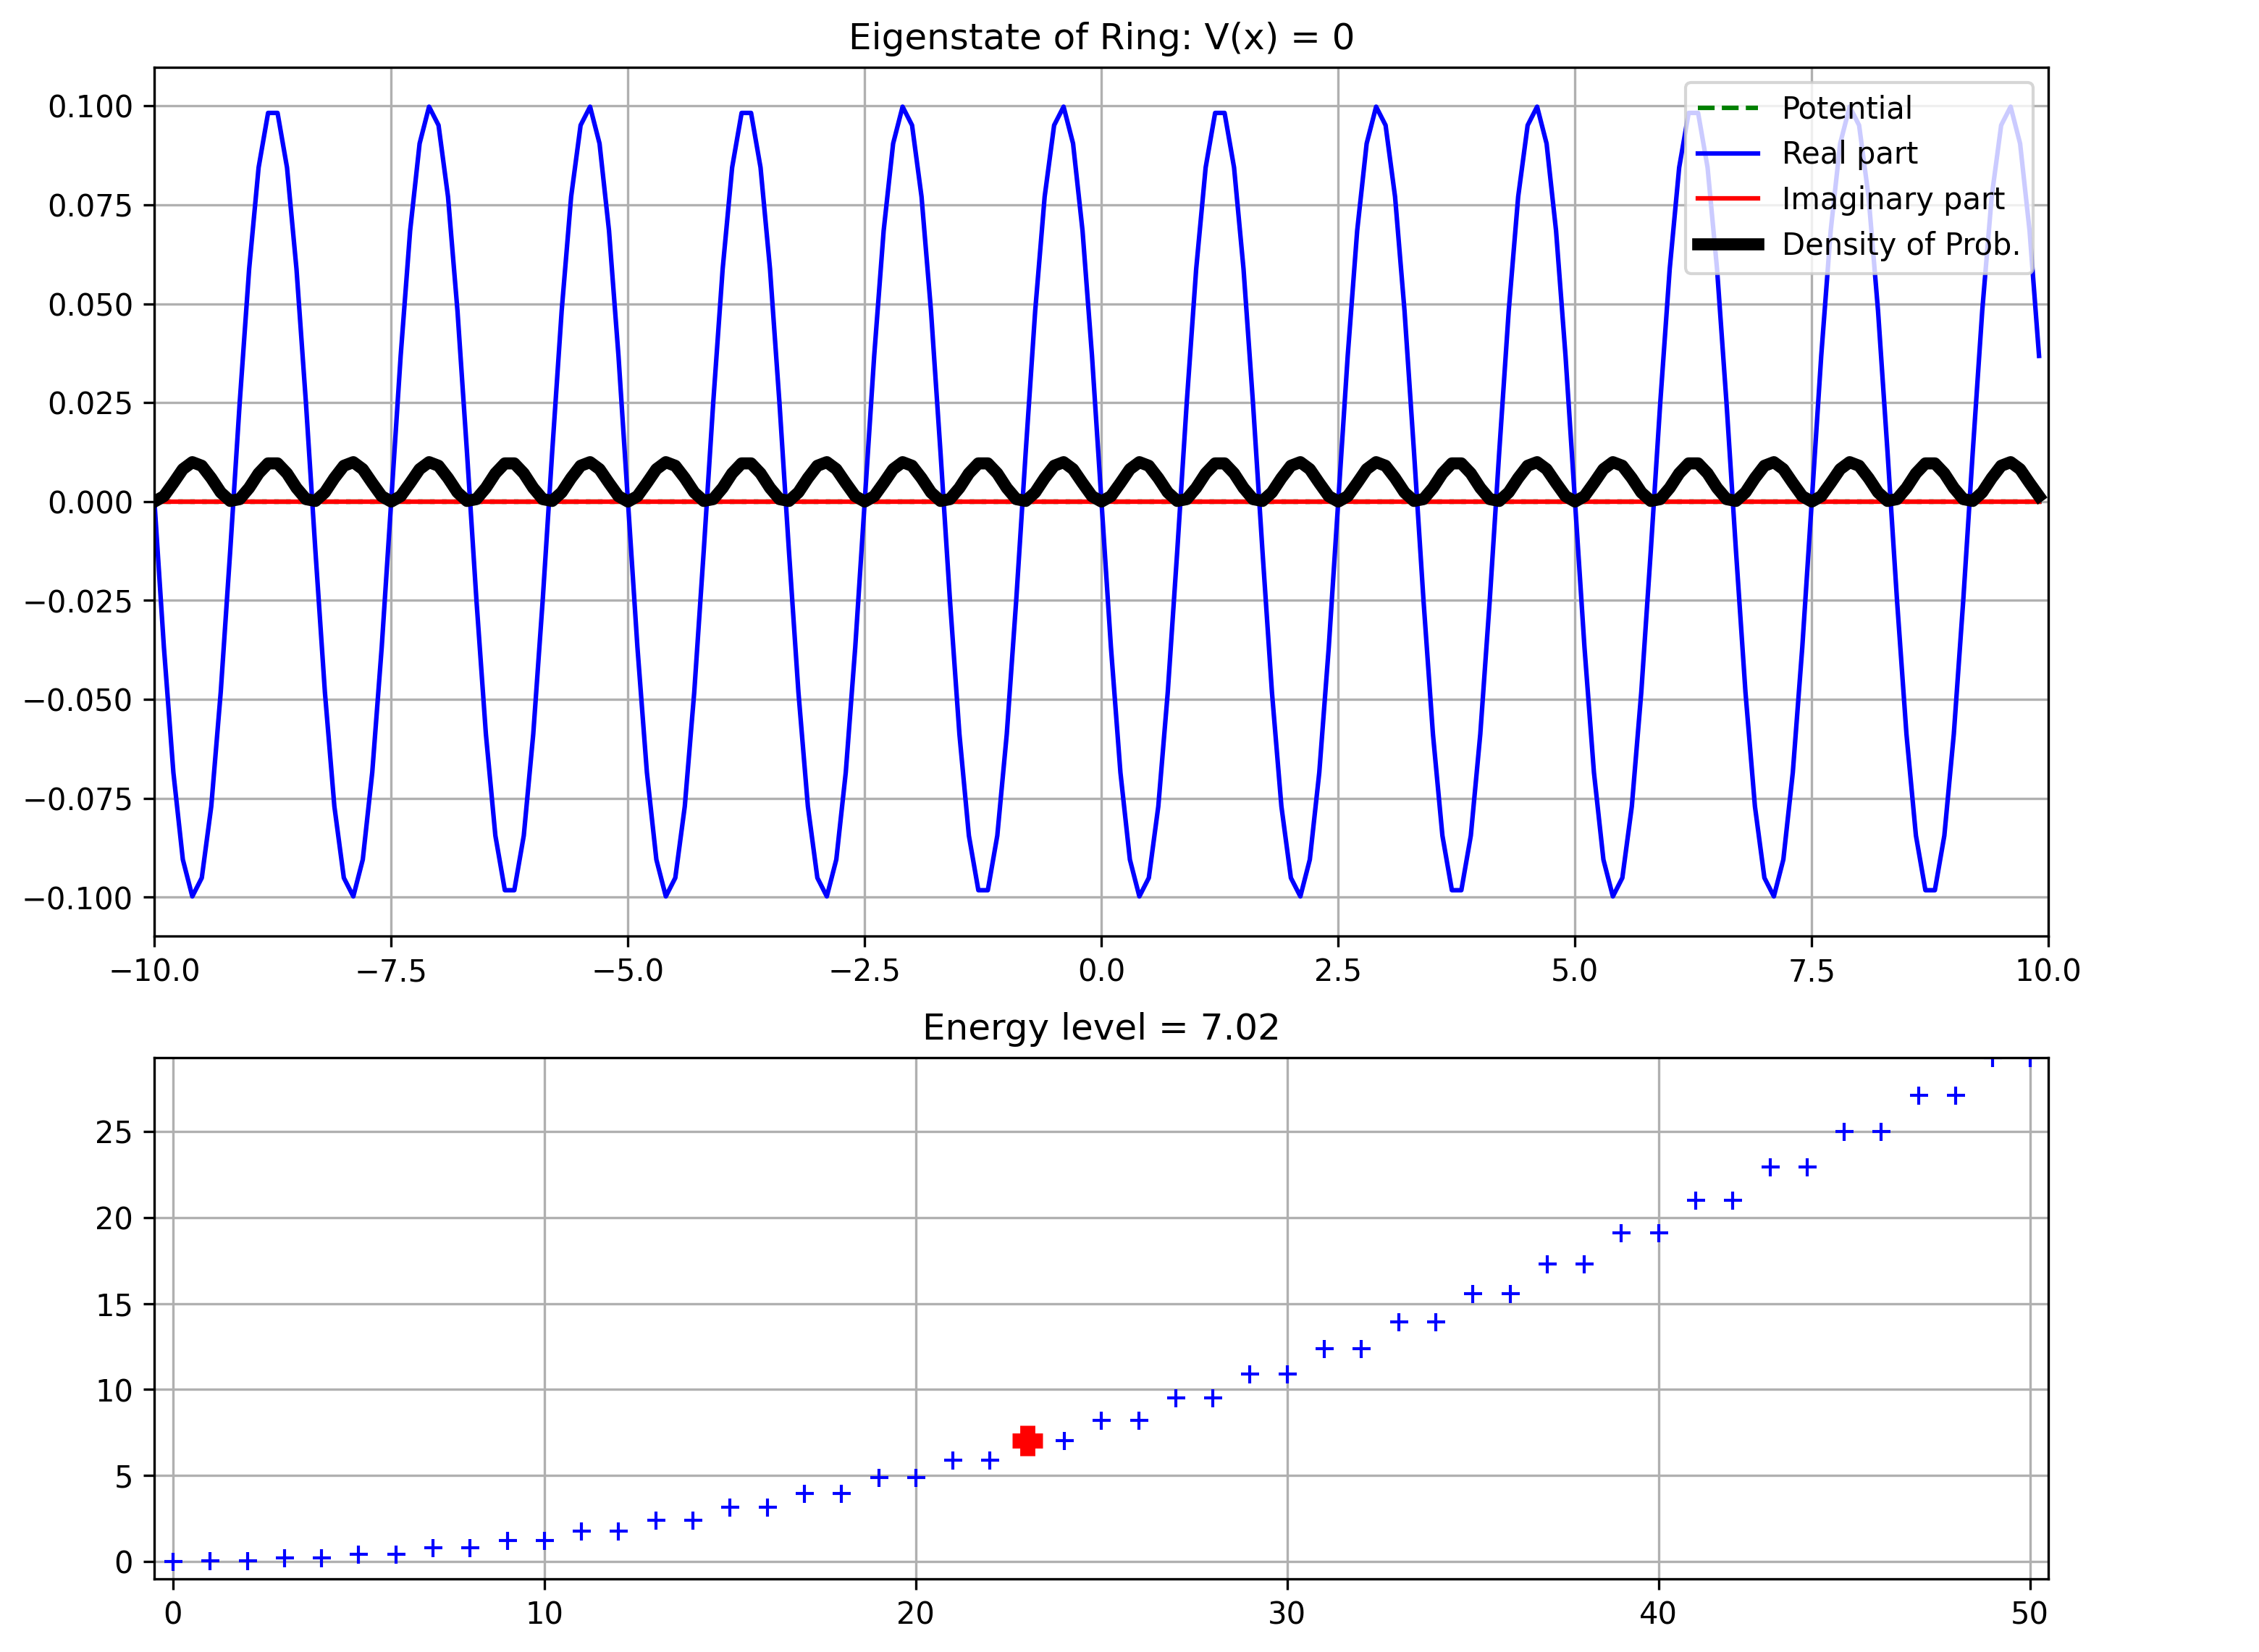 Eigenstate of Ring: V(x) = 0
0.100
0.075
0.050
0.025
0.000
−0.025
−0.050
−0.075
−0.100
Potential
Real part
Imaginary part
Density of Prob.
−10.0 −7.5 −5.0 −2.5 0.0 2.5 5.0 7.5 10.0
Energy level = 7.02
25
20
15
10
5
0
0 10 20 30 40 50